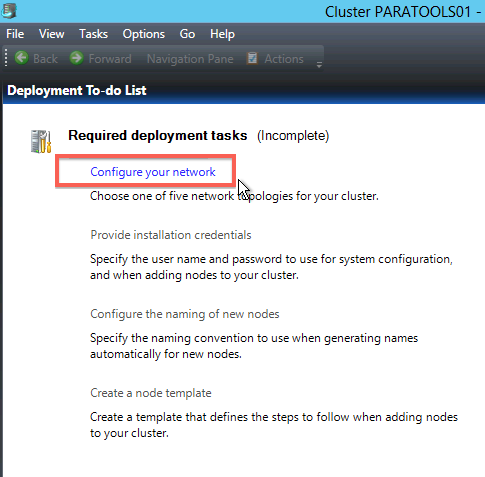 Cluster PARATOOLS01 -
File View Tasks Options Go Help
Back Forward Navigation Pane Actions
Deployment To-do List
Required deployment tasks (Incomplete)
Configure your network
Choose one of five network topologies for your cluster.
Provide installation credentials
Specify the user name and password to use for system configuration,
and when adding nodes to your cluster.
Configure the naming of new nodes
Specify the naming convention to use when generating names
automatically for new nodes.
Create a node template
Create a template that defines the steps to follow when adding nodes
to your cluster.